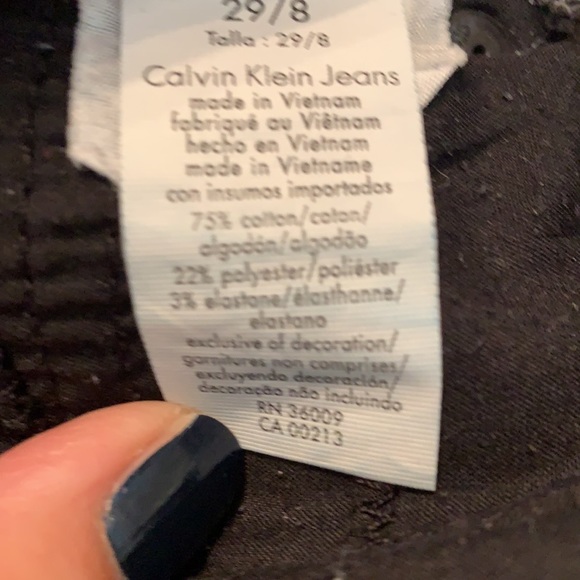 29/8
Talla : 29/8
Calvin Klein Jeans
made in Vietnam
fabriqué au Viêtnam
hecho en Vietnam
made in Vietname
con insumos importados
75% cotton/coton/
algodón/algodão
22% polyester/poliéster
3% elastane/élasthanne/
elastano
exclusive of decoration/
garnitures non comprises/
excluyendo decoración/
decoração não incluindo
RN 36009
CA 00213